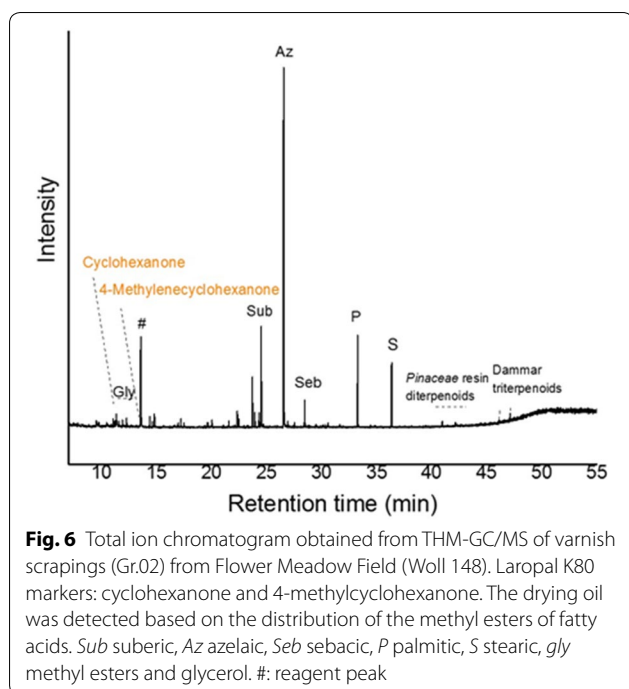 Az
Intensity
Cyclohexanone
4-Methylenecyclohexanone
#
Sub
P
S
Gly
Seb
Pinaceae resin
diterpenoids
Dammar
triterpenoids
10 15 20 25 30 35 40 45 50 55
Retention time (min)
Fig. 6 Total ion chromatogram obtained from THM-GC/MS of varnish
scrapings (Gr.02) from Flower Meadow Field (Woll 148). Laropal K80
markers: cyclohexanone and 4-methylcyclohexanone. The drying oil
was detected based on the distribution of the methyl esters of fatty
acids. Sub suberic, Az azelaic, Seb sebacic, P palmitic, S stearic, gly
methyl esters and glycerol. #: reagent peak